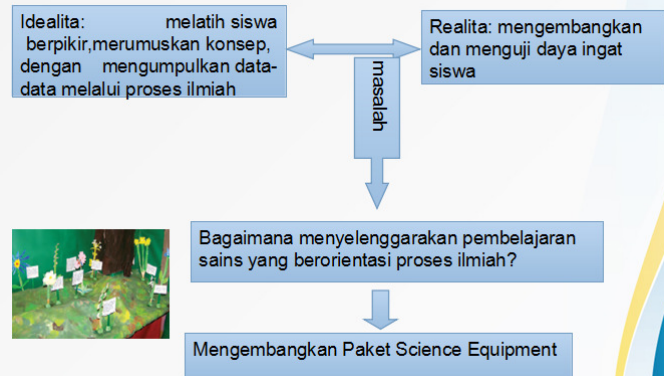 Idealita: melatih siswa
berpikir,merumuskan konsep,
dengan mengumpulkan data-
data melalui proses ilmiah
Realita: mengembangkan
dan menguji daya ingat
siswa
masalah
Bagaimana menyelenggarakan pembelajaran
sains yang berorientasi proses ilmiah?
Mengembangkan Paket Science Equipment